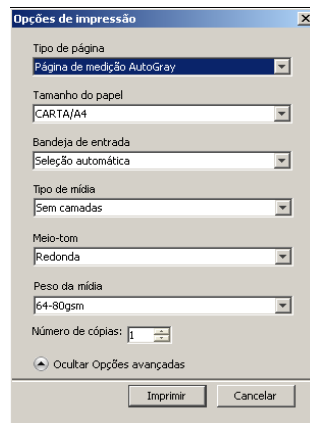 Opções de impressão
Tipo de página
Página de medição AutoGray
Tamanho do papel
CARTA/A4
Bandeja de entrada
Seleção automática
Tipo de mídia
Sem camadas
Meio-tom
Redonda
Peso da mídia
64-80gsm
Número de cópias: 1
Ocultar Opções avançadas
Imprimir Cancelar